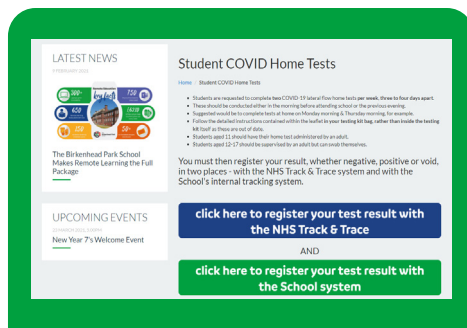 LATEST NEWS
The Birkenhead Park School
Makes Remote Learning the Full
Package
UPCOMING EVENTS
New Year 7's Welcome Event
Student COVID Home Tests
Home / Student COVID Home Tests
Students are requested to complete two COVID-19 lateral flow home tests per week, three to four days apart.
These should be conducted either in the morning before attending school or the previous evening.
Suggested would be to complete tests at home on Monday morning & Thursday morning, for example.
Follow the detailed instructions contained within the leaflet in your testing kit bag, rather than inside the testing
kit itself as these are out of date.
Students aged 11 should have their home test administered by an adult.
Students aged 12-17 should be supervised by an adult but can swab themselves.
You must then register your result, whether negative, positive or void,
in two places - with the NHS Track & Trace system and with the
School's internal tracking system.
click here to register your test result with
the NHS Track & Trace
AND
click here to register your test result with
the School system